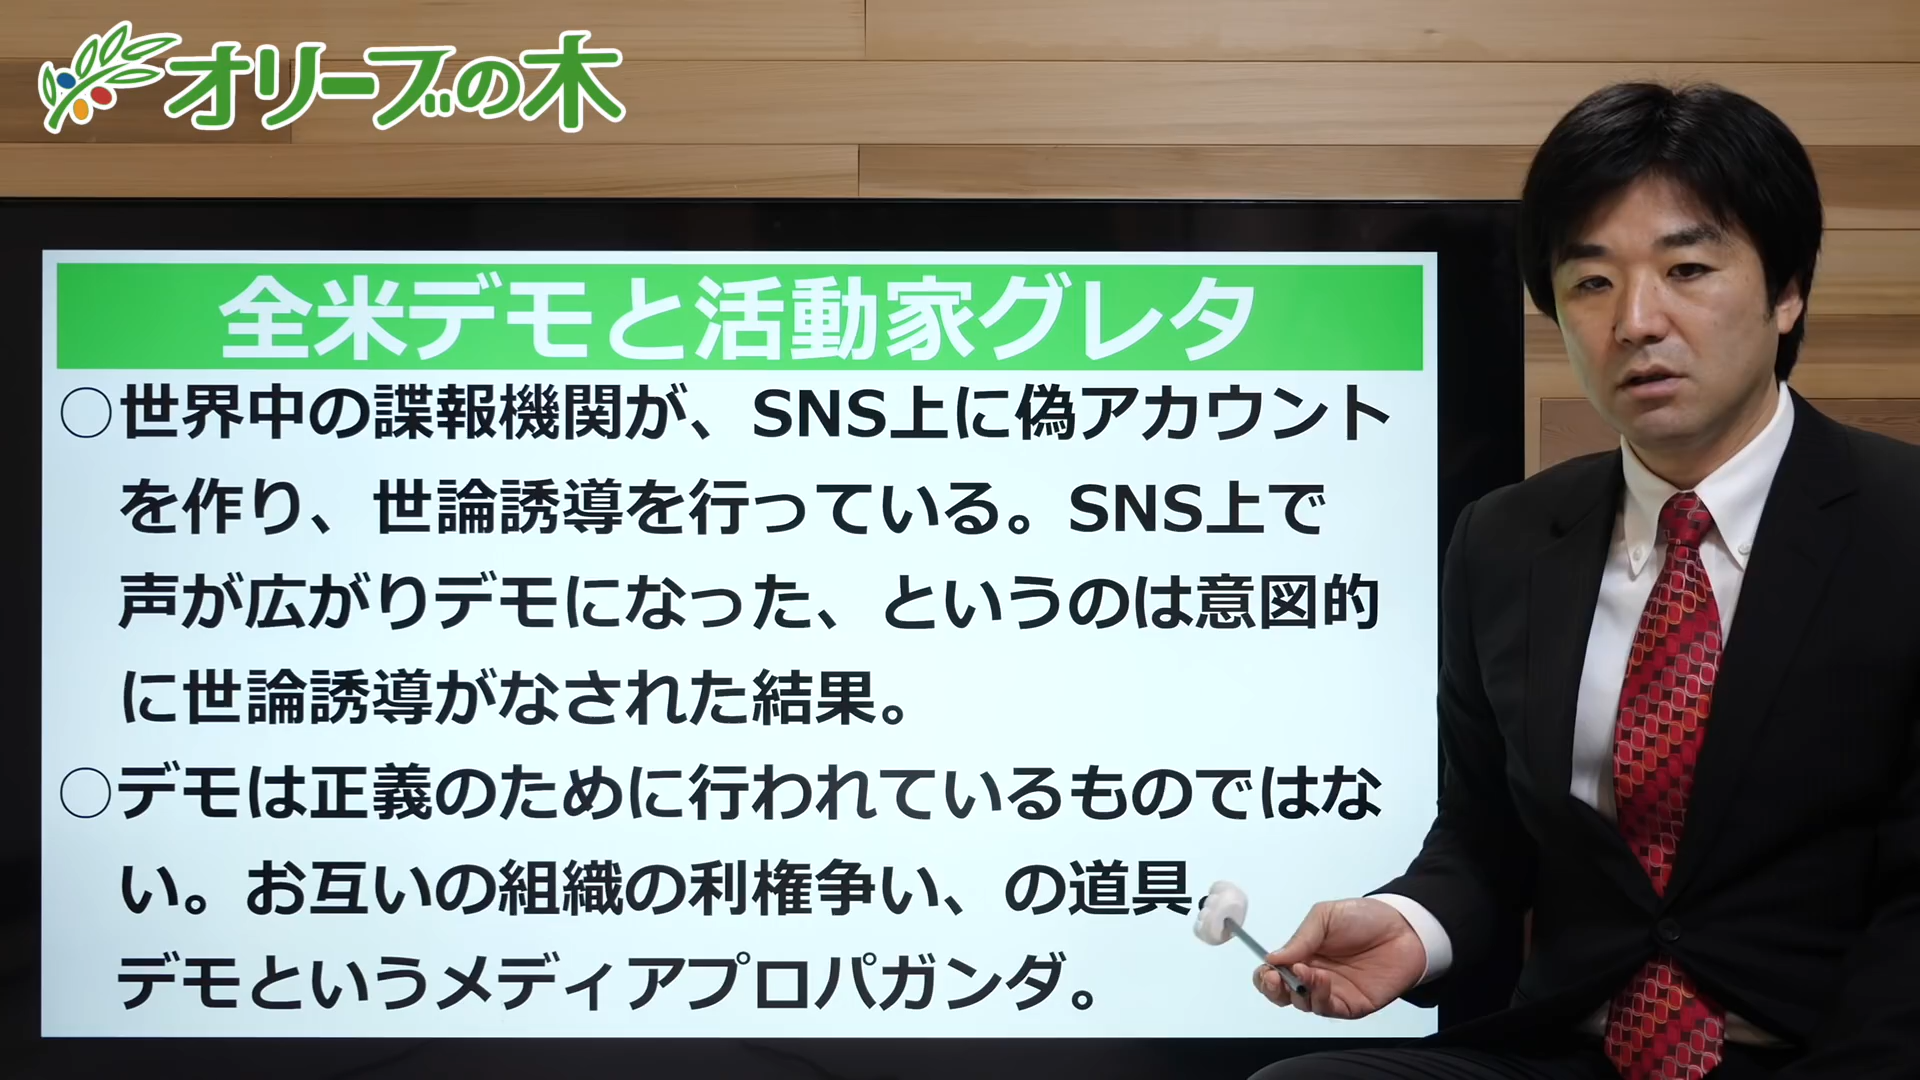 オリーブの木
全米デモと活動家グレタ
○世界中の諜報機関が、SNS上に偽アカウント
を作り、世論誘導を行っている。SNS上で
声が広がりデモになった、というのは意図的
に世論誘導がなされた結果。
○デモは正義のために行われているものではな
い。お互いの組織の利権争い、の道具。
デモというメディアプロパガンダ。